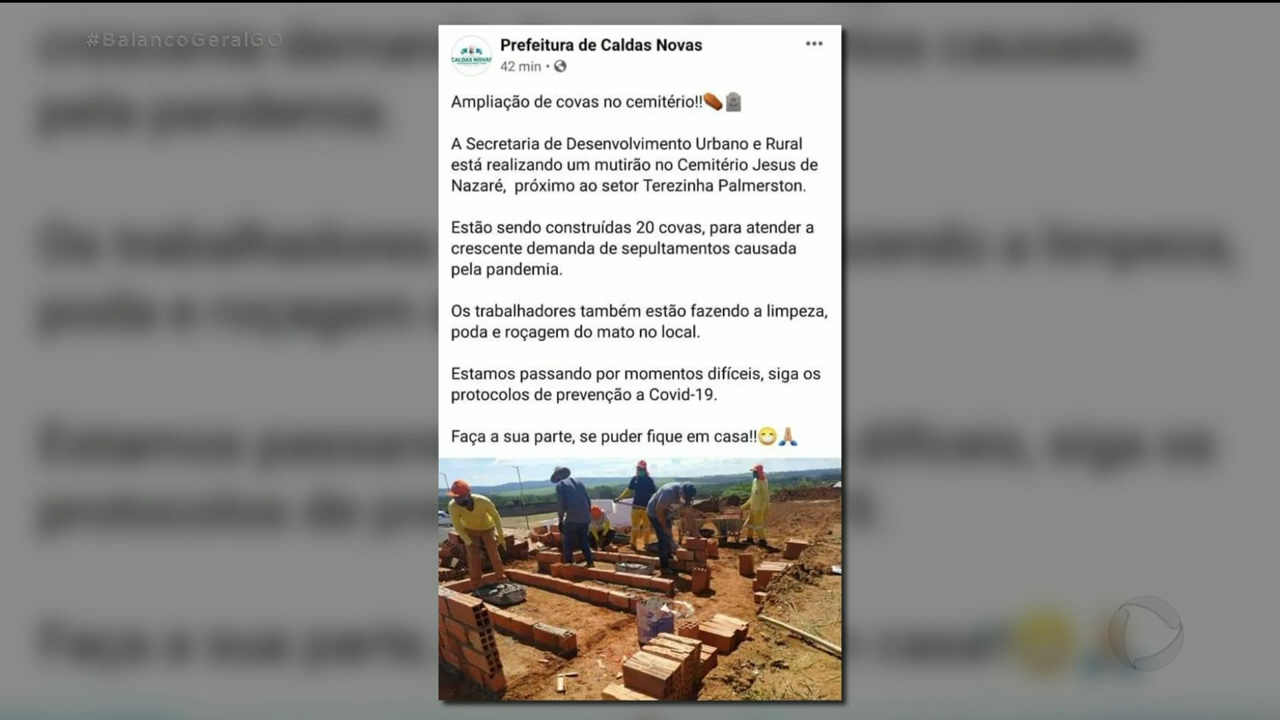 #BalancoGeralGO
Prefeitura de Caldas Novas
CALDAS NOVAS
42 min •
Ampliação de covas no cemitério!!⚰️🪦
A Secretaria de Desenvolvimento Urbano e Rural
está realizando um mutirão no Cemitério Jesus de
Nazaré, próximo ao setor Terezinha Palmerston.
Estão sendo construídas 20 covas, para atender a
crescente demanda de sepultamentos causada
pela pandemia.
Os trabalhadores também estão fazendo a limpeza,
poda e roçagem do mato no local.
Estamos passando por momentos difíceis, siga os
protocolos de prevenção a Covid-19.
Faça a sua parte, se puder fique em casa!!😷🙏🏼